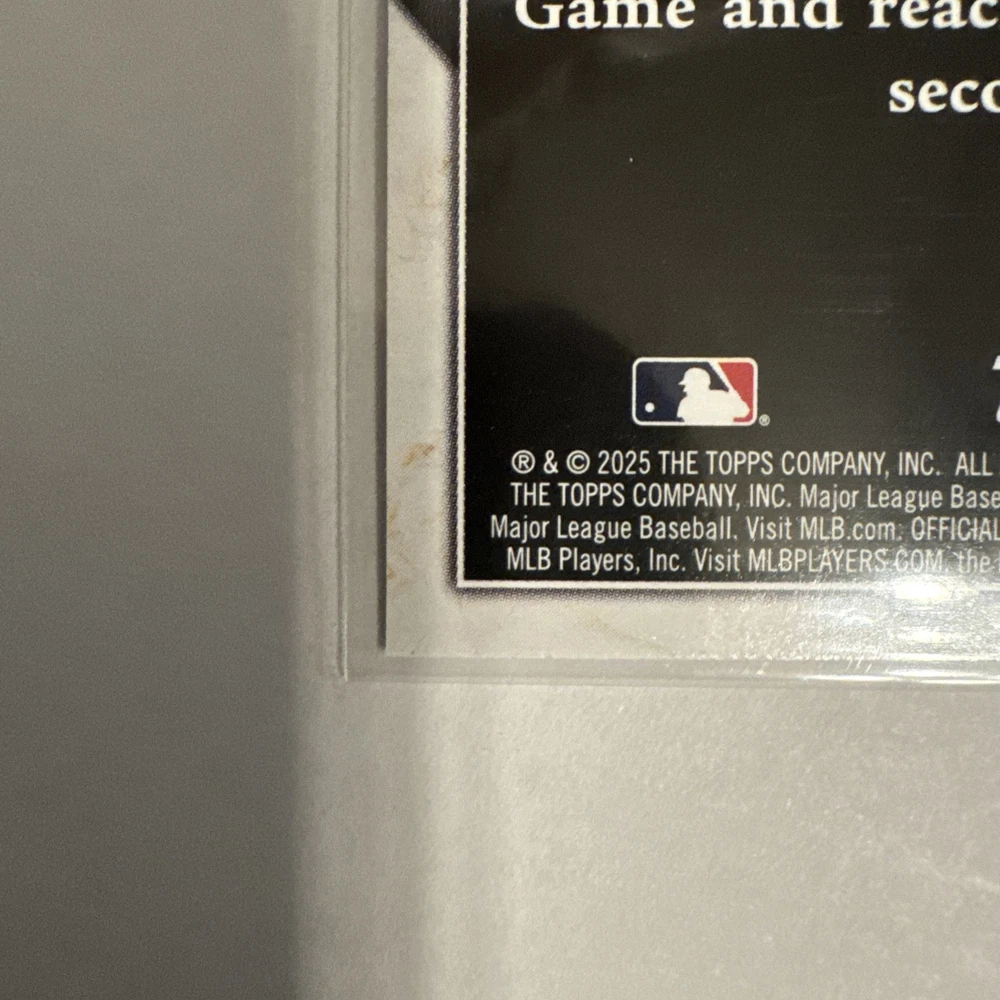 Game and reac
seco
®
® & © 2025 THE TOPPS COMPANY, INC. ALL
THE TOPPS COMPANY, INC. Major League Base
Major League Baseball. Visit MLB.com. OFFICIAL
MLB Players, Inc. Visit MLBPLAYERS.COM, the